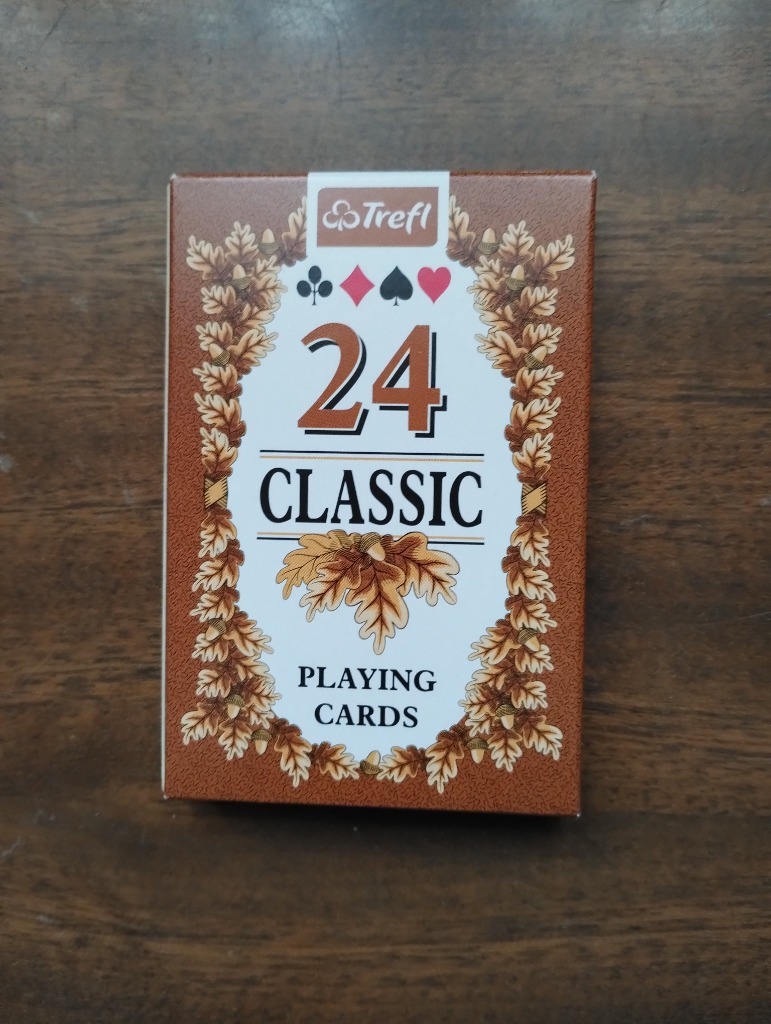 Trefl
24
CLASSIC
PLAYING
CARDS